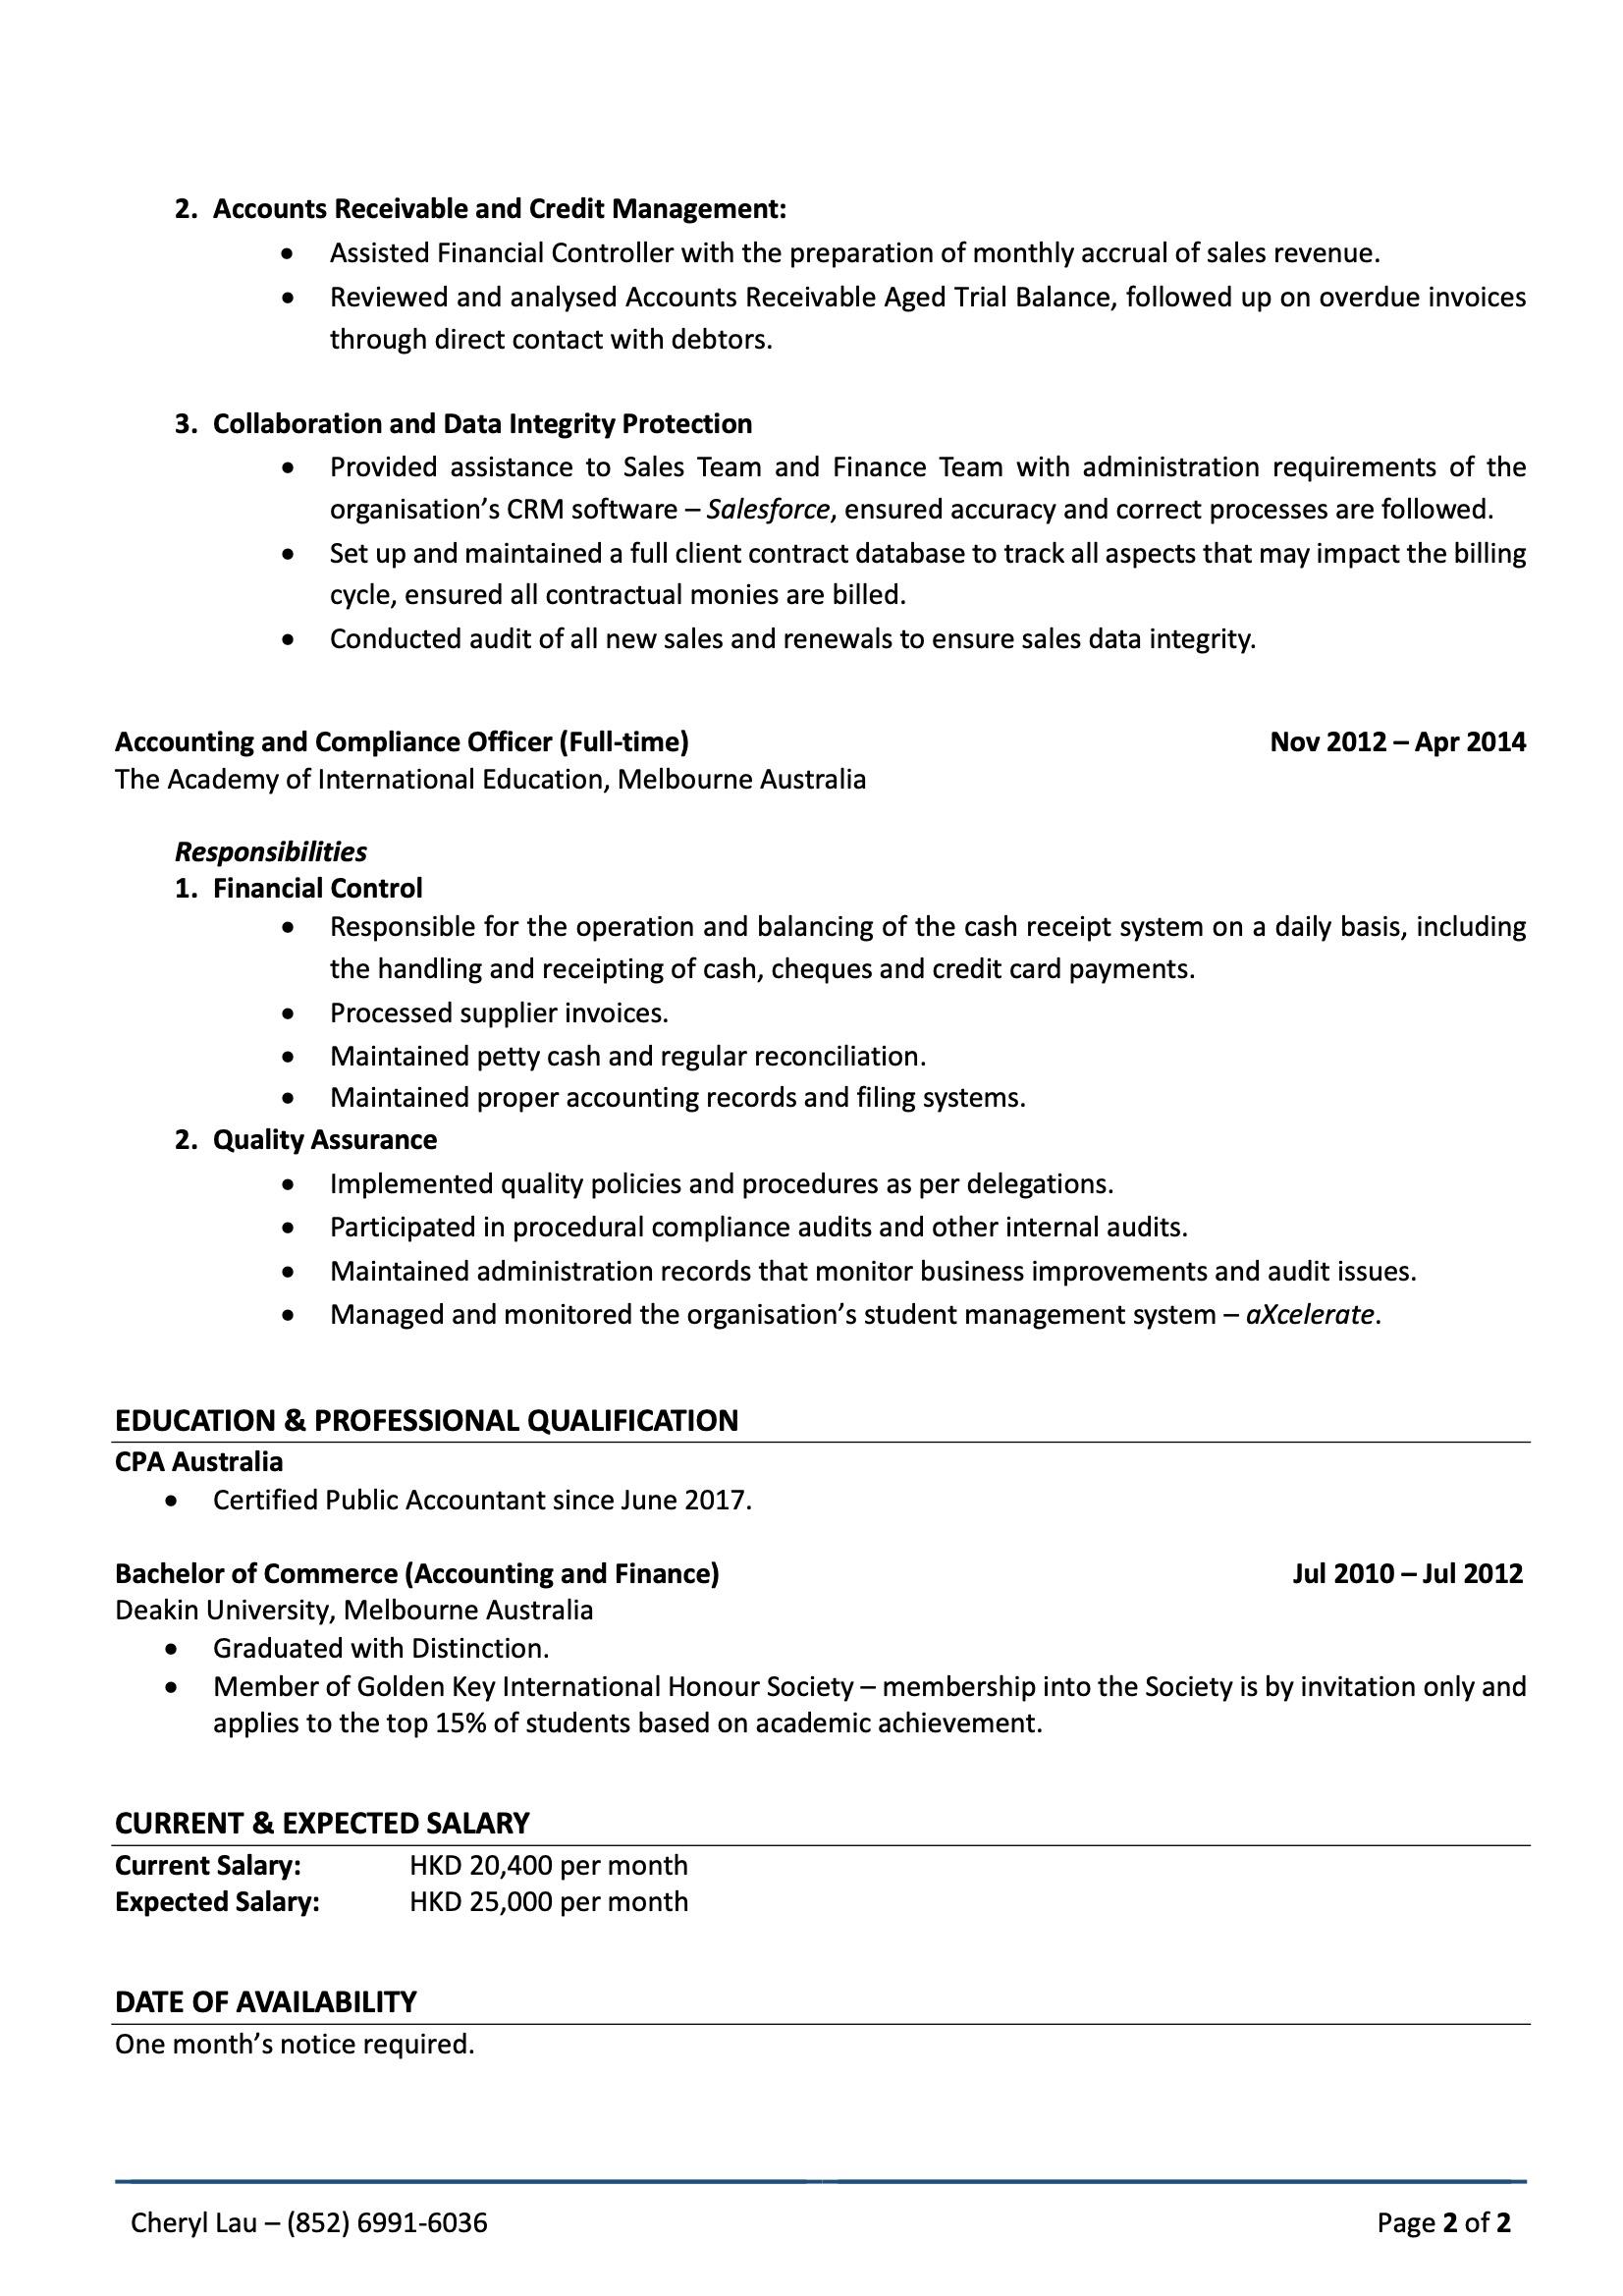 2. Accounts Receivable and Credit Management:
• Assisted Financial Controller with the preparation of monthly accrual of sales revenue.
• Reviewed and analysed Accounts Receivable Aged Trial Balance, followed up on overdue invoices
through direct contact with debtors.
3. Collaboration and Data Integrity Protection
• Provided assistance to Sales Team and Finance Team with administration requirements of the
organisation’s CRM software – Salesforce, ensured accuracy and correct processes are followed.
• Set up and maintained a full client contract database to track all aspects that may impact the billing
cycle, ensured all contractual monies are billed.
• Conducted audit of all new sales and renewals to ensure sales data integrity.
Accounting and Compliance Officer (Full-time) Nov 2012 – Apr 2014
The Academy of International Education, Melbourne Australia
Responsibilities
1. Financial Control
• Responsible for the operation and balancing of the cash receipt system on a daily basis, including
the handling and receipting of cash, cheques and credit card payments.
• Processed supplier invoices.
• Maintained petty cash and regular reconciliation.
• Maintained proper accounting records and filing systems.
2. Quality Assurance
• Implemented quality policies and procedures as per delegations.
• Participated in procedural compliance audits and other internal audits.
• Maintained administration records that monitor business improvements and audit issues.
• Managed and monitored the organisation’s student management system – aXcelerate.
EDUCATION & PROFESSIONAL QUALIFICATION
CPA Australia
• Certified Public Accountant since June 2017.
Bachelor of Commerce (Accounting and Finance) Jul 2010 – Jul 2012
Deakin University, Melbourne Australia
• Graduated with Distinction.
• Member of Golden Key International Honour Society – membership into the Society is by invitation only and
applies to the top 15% of students based on academic achievement.
CURRENT & EXPECTED SALARY
Current Salary: HKD 20,400 per month
Expected Salary: HKD 25,000 per month
DATE OF AVAILABILITY
One month’s notice required.
Cheryl Lau – (852) 6991-6036 Page 2 of 2